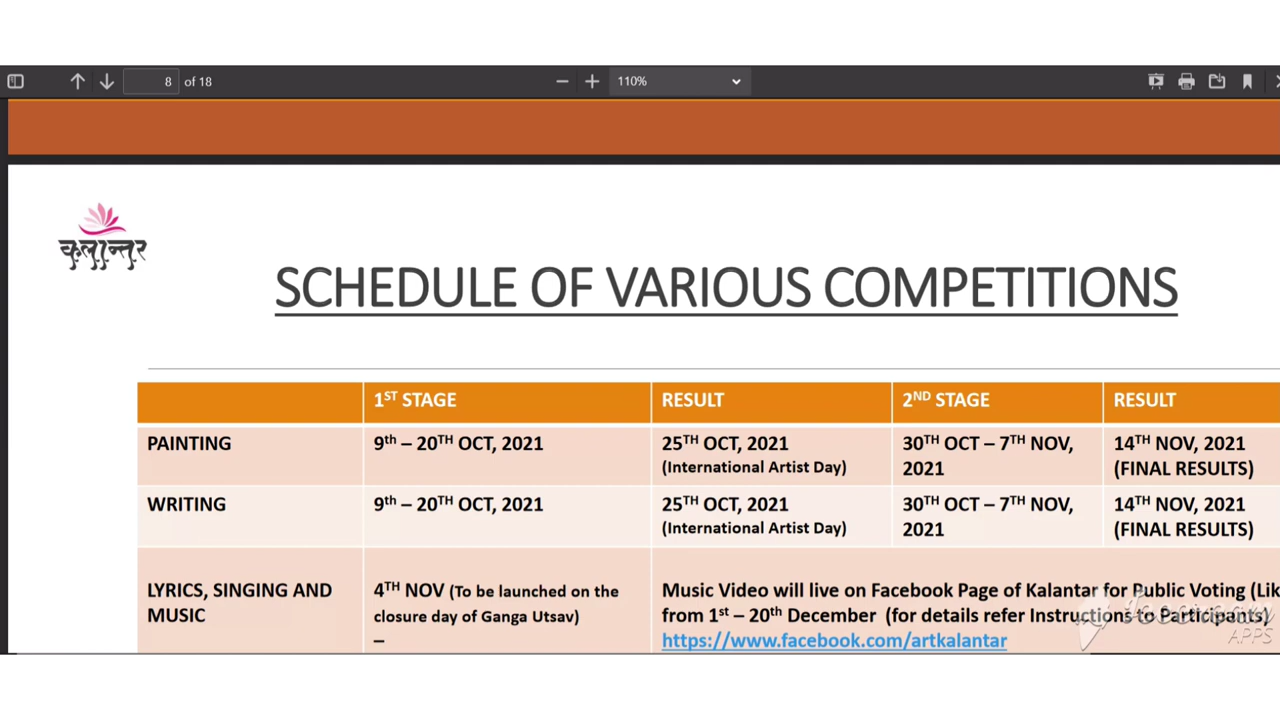 8 of 18 110%
कलान्तर
SCHEDULE OF VARIOUS COMPETITIONS
1ST STAGE RESULT 2ND STAGE RESULT
PAINTING 9th – 20TH OCT, 2021 25TH OCT, 2021 30TH OCT – 7TH NOV, 14TH NOV, 2021
(International Artist Day) 2021 (FINAL RESULTS)
WRITING 9th – 20TH OCT, 2021 25TH OCT, 2021 30TH OCT – 7TH NOV, 14TH NOV, 2021
(International Artist Day) 2021 (FINAL RESULTS)
LYRICS, SINGING AND 4TH NOV (To be launched on the Music Video will live on Facebook Page of Kalantar for Public Voting (Lik
MUSIC closure day of Ganga Utsav) from 1st – 20th December (for details refer Instructions to Participants)
– https://www.facebook.com/artkalantar
APPS